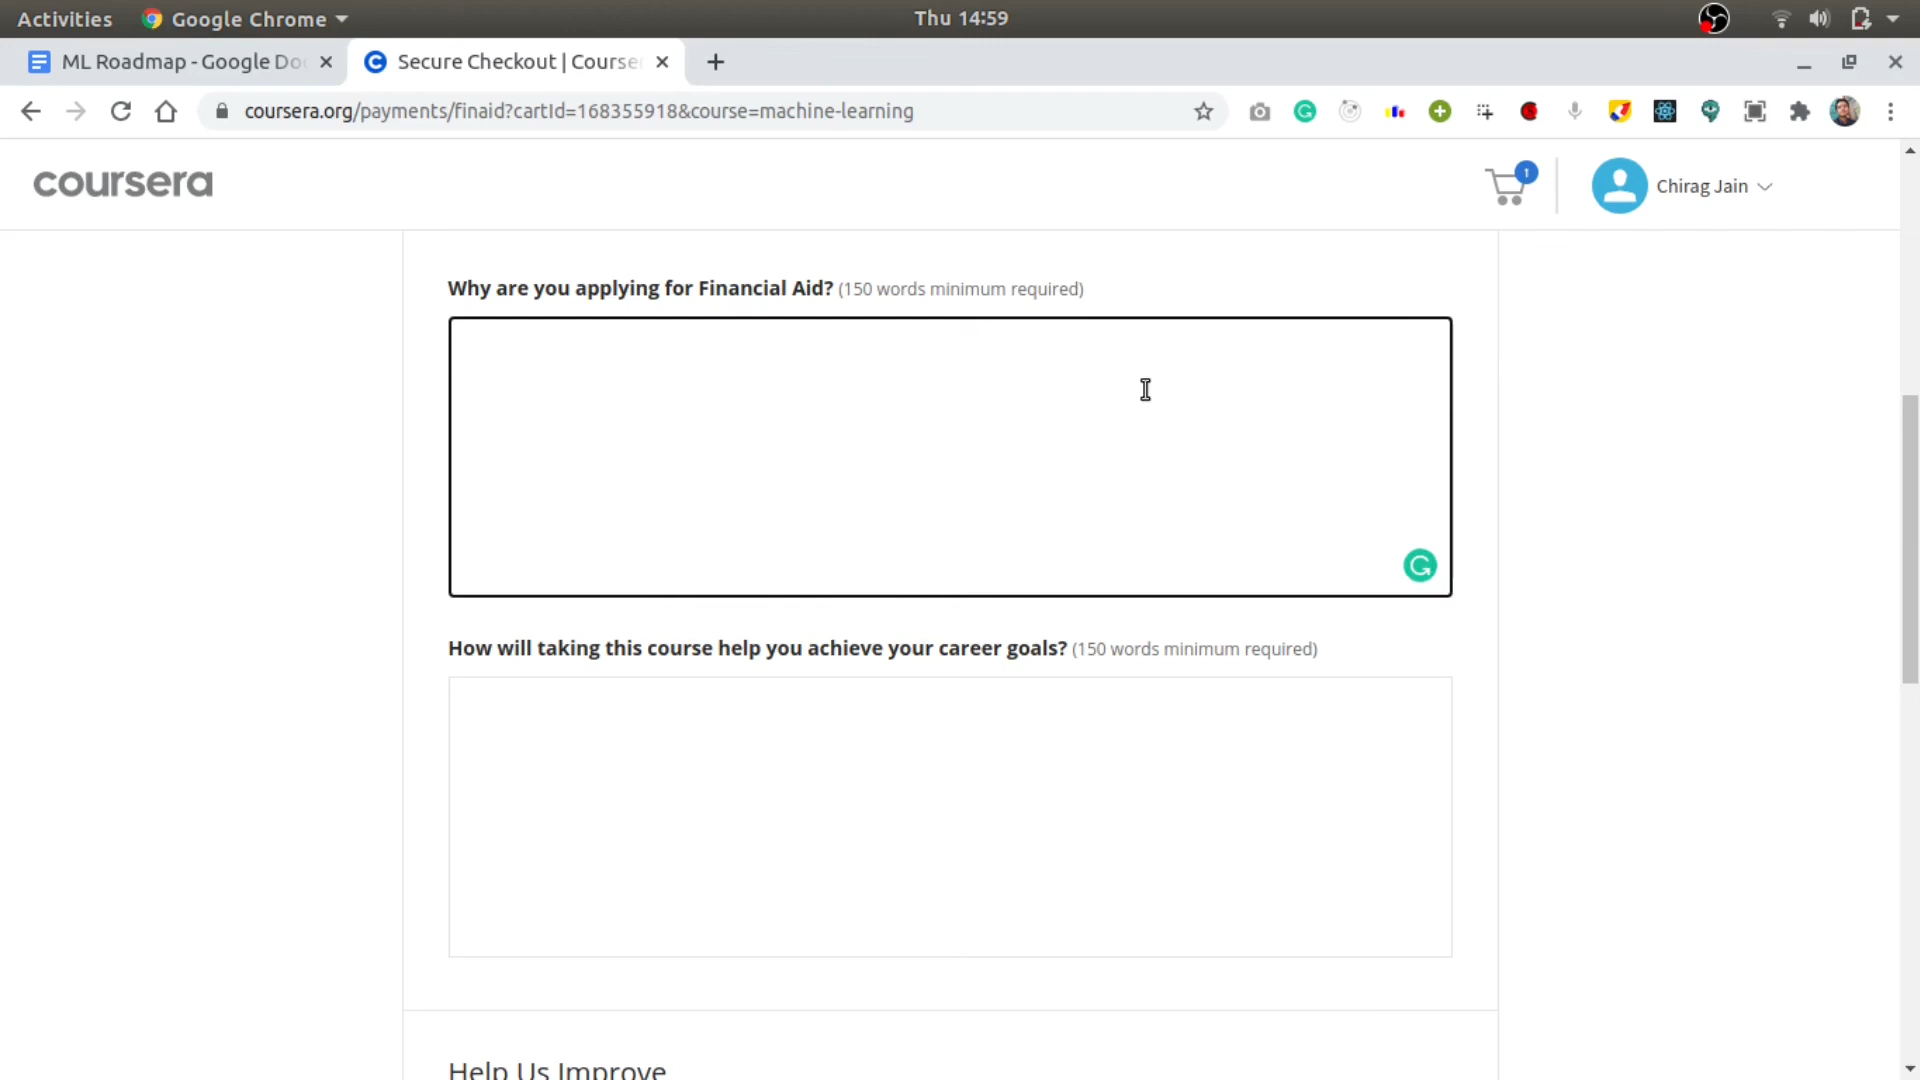 Activities Google Chrome Thu 14:59
ML Roadmap - Google Do Secure Checkout | Course
coursera.org/payments/finaid?cartId=168355918&course=machine-learning
coursera 1 Chirag Jain
Why are you applying for Financial Aid? (150 words minimum required)
How will taking this course help you achieve your career goals? (150 words minimum required)
Help Us Improve